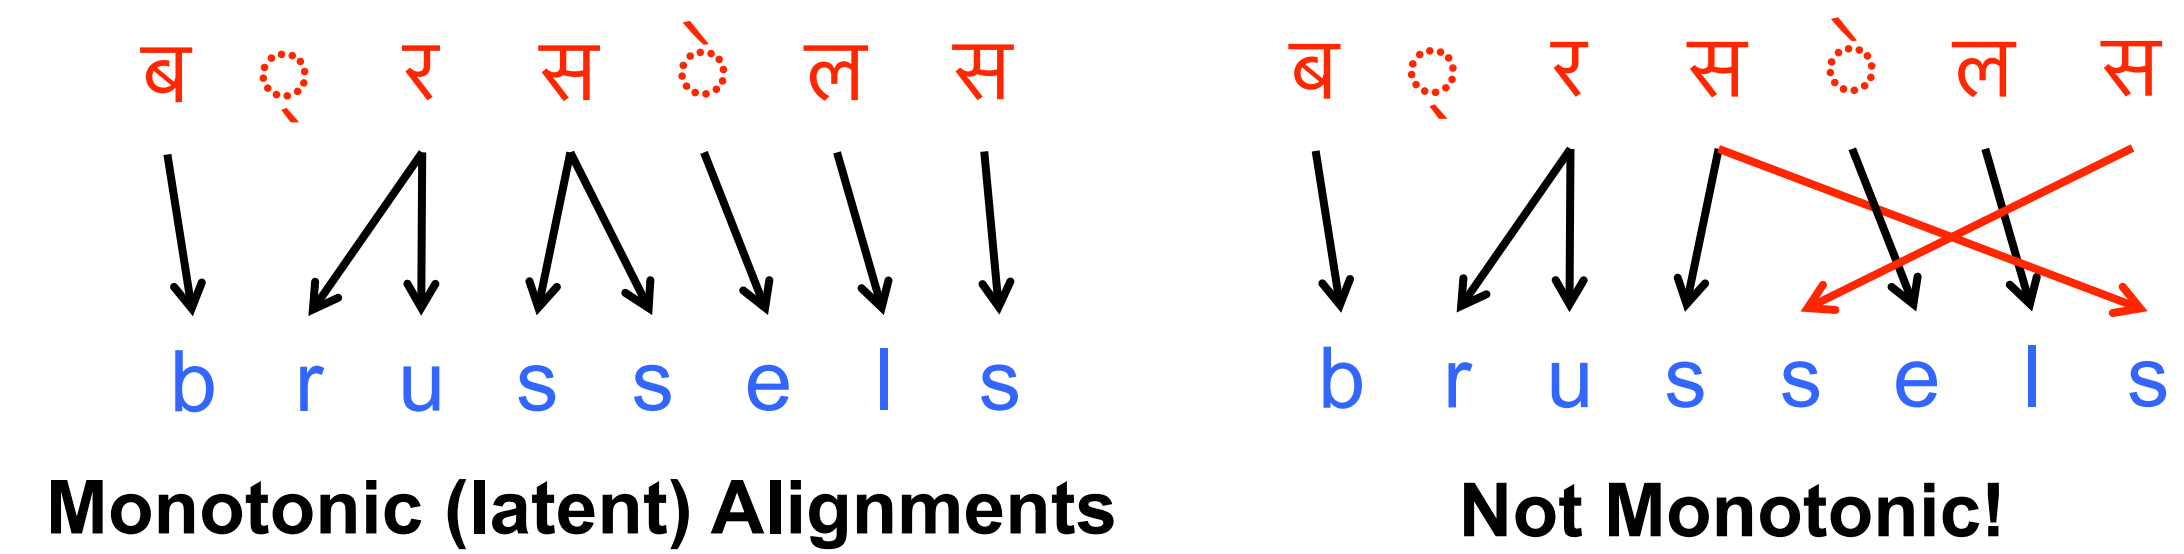 ब ् र स े ल स
b r u s s e l s
Monotonic (latent) Alignments
ब ् र स े ल स
b r u s s e l s
Not Monotonic!